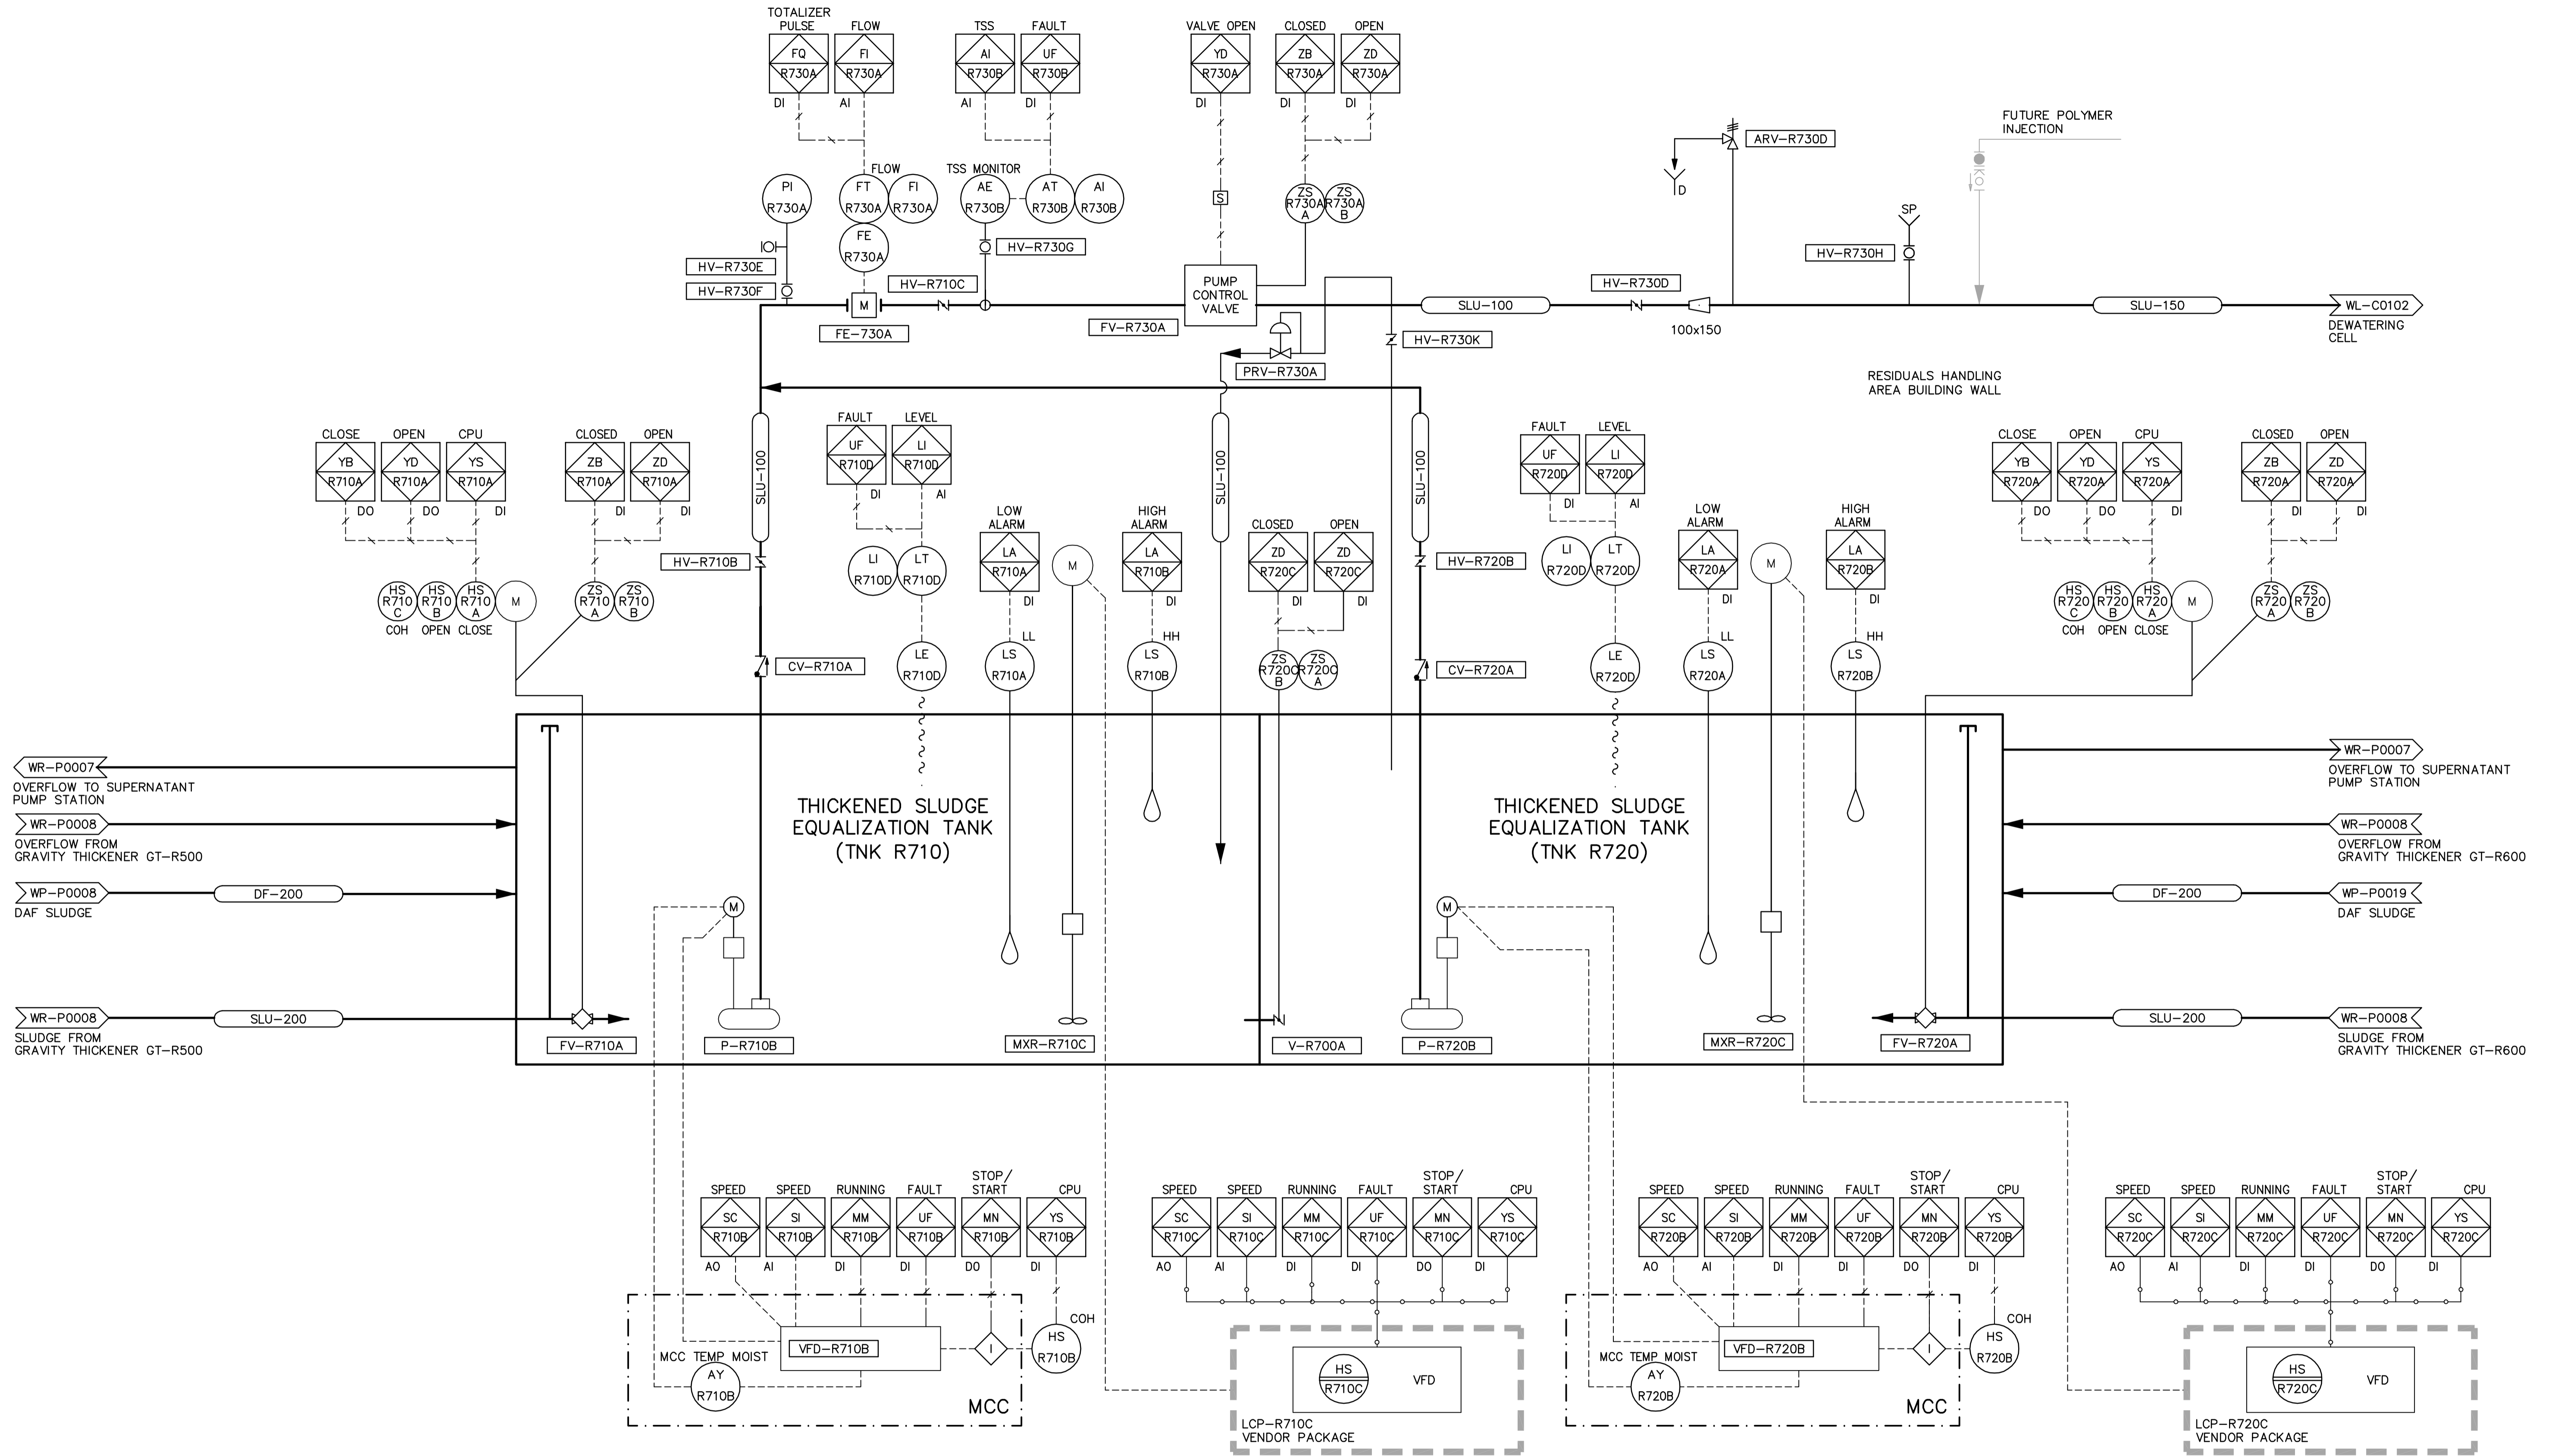 TOTALIZER
PULSE
FLOW
TSS
FAULT
VALVE OPEN
CLOSED
OPEN
FQ
R730A
FI
R730A
AI
R730B
UF
R730B
YD
R730A
ZB
R730A
ZD
R730A
DI
AI
AI
DI
DI
DI
DI
FUTURE POLYMER
INJECTION
ARV-R730D
D
FLOW
TSS MONITOR
PI
R730A
FT
R730A
FI
R730A
AE
R730B
AT
R730B
AI
R730B
S
ZS
R730A
A
ZS
R730A
B
SP
FE
R730A
HV-R730G
HV-R730H
HV-R730E
HV-R730F
HV-R710C
HV-R730D
M
PUMP
CONTROL
VALVE
SLU-100
SLU-150
WL-C0102
DEWATERING
CELL
FE-730A
FV-R730A
100x150
HV-R730K
PRV-R730A
RESIDUALS HANDLING
AREA BUILDING WALL
CLOSE
OPEN
CPU
CLOSED
OPEN
YB
R710A
YD
R710A
YS
R710A
ZB
R710A
ZD
R710A
DO
DO
DI
DI
DI
SLU-100
FAULT
LEVEL
UF
R710D
LI
R710D
DI
AI
SLU-100
SLU-100
FAULT
LEVEL
UF
R720D
LI
R720D
DI
AI
CLOSE
OPEN
CPU
CLOSED
OPEN
YB
R720A
YD
R720A
YS
R720A
ZB
R720A
ZD
R720A
DO
DO
DI
DI
DI
LOW
ALARM
LA
R710A
DI
M
HIGH
ALARM
LA
R710B
DI
CLOSED
OPEN
ZD
R720C
ZD
R720C
DI
DI
LOW
ALARM
LA
R720A
DI
M
HIGH
ALARM
LA
R720B
DI
HV-R710B
HV-R720B
LI
R710D
LT
R710D
LI
R720D
LT
R720D
HS
R710
C
HS
R710
B
HS
R710
A
M
ZS
R710
A
ZS
R710
B
COH
OPEN
CLOSE
HS
R720
C
HS
R720
B
HS
R720
A
M
ZS
R720
A
ZS
R720
B
COH
OPEN
CLOSE
CV-R710A
LE
R710D
LL
LS
R710A
HH
LS
R710B
ZS
R720C
B
ZS
R720C
A
CV-R720A
LE
R720D
LL
LS
R720A
HH
LS
R720B
WR-P0007
OVERFLOW TO SUPERNATANT
PUMP STATION
WR-P0008
OVERFLOW FROM
GRAVITY THICKENER GT-R500
WP-P0008
DF-200
DAF SLUDGE
WR-P0008
SLU-200
SLUDGE FROM
GRAVITY THICKENER GT-R500
THICKENED SLUDGE
EQUALIZATION TANK
(TNK R710)
THICKENED SLUDGE
EQUALIZATION TANK
(TNK R720)
WR-P0007
OVERFLOW TO SUPERNATANT
PUMP STATION
WR-P0008
OVERFLOW FROM
GRAVITY THICKENER GT-R600
DF-200
WP-P0019
DAF SLUDGE
SLU-200
WR-P0008
SLUDGE FROM
GRAVITY THICKENER GT-R600
M
M
FV-R710A
P-R710B
MXR-R710C
V-R700A
P-R720B
MXR-R720C
FV-R720A
SPEED
SPEED
RUNNING
FAULT
STOP/
START
CPU
SC
R710B
SI
R710B
MM
R710B
UF
R710B
MN
R710B
YS
R710B
AO
AI
DI
DI
DO
DI
MCC TEMP MOIST
AY
R710B
VFD-R710B
I
COH
HS
R710B
MCC
SPEED
SPEED
RUNNING
FAULT
STOP/
START
CPU
SC
R710C
SI
R710C
MM
R710C
UF
R710C
MN
R710C
YS
R710C
AO
AI
DI
DI
DO
DI
HS
R710C
VFD
LCP-R710C
VENDOR PACKAGE
SPEED
SPEED
RUNNING
FAULT
STOP/
START
CPU
SC
R720B
SI
R720B
MM
R720B
UF
R720B
MN
R720B
YS
R720B
AO
AI
DI
DI
DO
DI
MCC TEMP MOIST
AY
R720B
VFD-R720B
I
COH
HS
R720B
MCC
SPEED
SPEED
RUNNING
FAULT
STOP/
START
CPU
SC
R720C
SI
R720C
MM
R720C
UF
R720C
MN
R720C
YS
R720C
AO
AI
DI
DI
DO
DI
HS
R720C
VFD
LCP-R720C
VENDOR PACKAGE